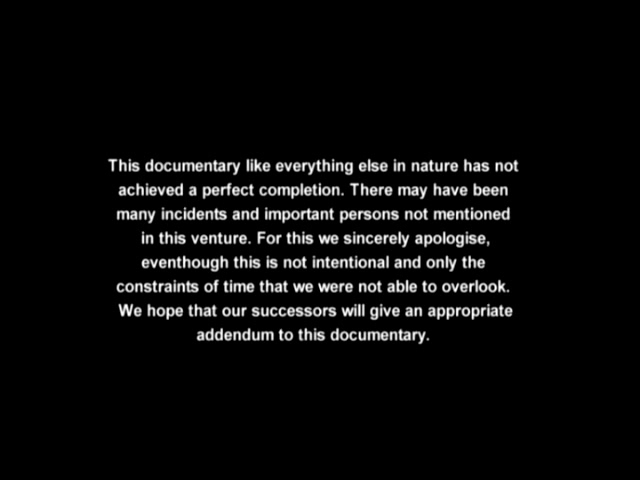 This documentary like everything else in nature has not
achieved a perfect completion. There may have been
many incidents and important persons not mentioned
in this venture. For this we sincerely apologise,
eventhough this is not intentional and only the
constraints of time that we were not able to overlook.
We hope that our successors will give an appropriate
addendum to this documentary.